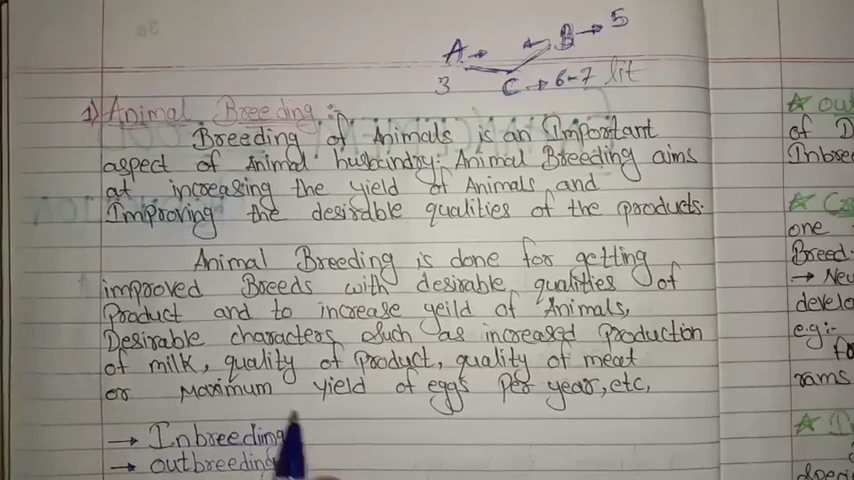 A → ← B → 5
3 C → 6-7 lit
1) Animal Breeding :-
Breeding of Animals is an Important
aspect of Animal husbandry. Animal Breeding aims
at increasing the yield of Animals and
Improving the desirable qualities of the products.
Animal Breeding is done for getting
improved Breeds with desirable qualities of
Product and to increase yeild of Animals,
Desirable characters such as increased production
of milk, quality of product, quality of meat
or Maximum yield of eggs per year, etc,
→ Inbreeding
→ outbreeding
☆ out
of D
Inbree
☆
one
Breed.
→ New
develo
e.g:-
fo
rams
☆ I